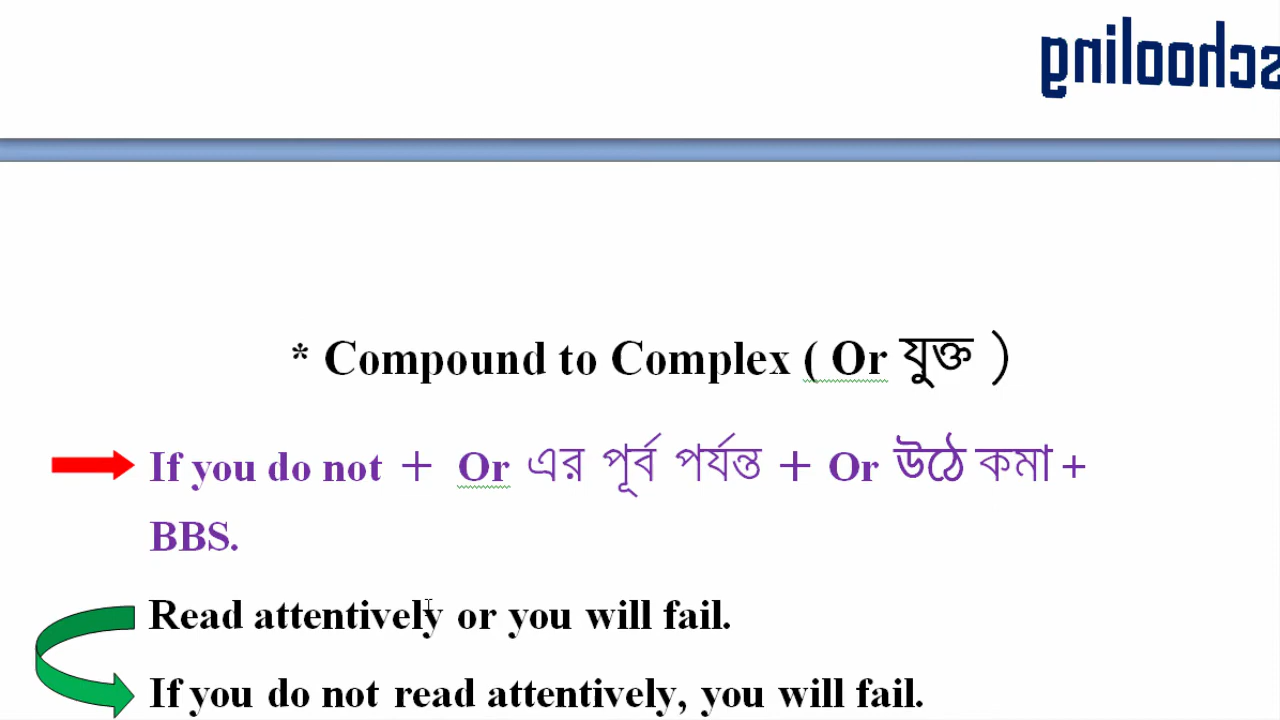 schooling
* Compound to Complex ( Or যুক্ত )
If you do not + Or এর পূর্ব পর্যন্ত + Or উঠে কমা +
BBS.
Read attentively or you will fail.
If you do not read attentively, you will fail.